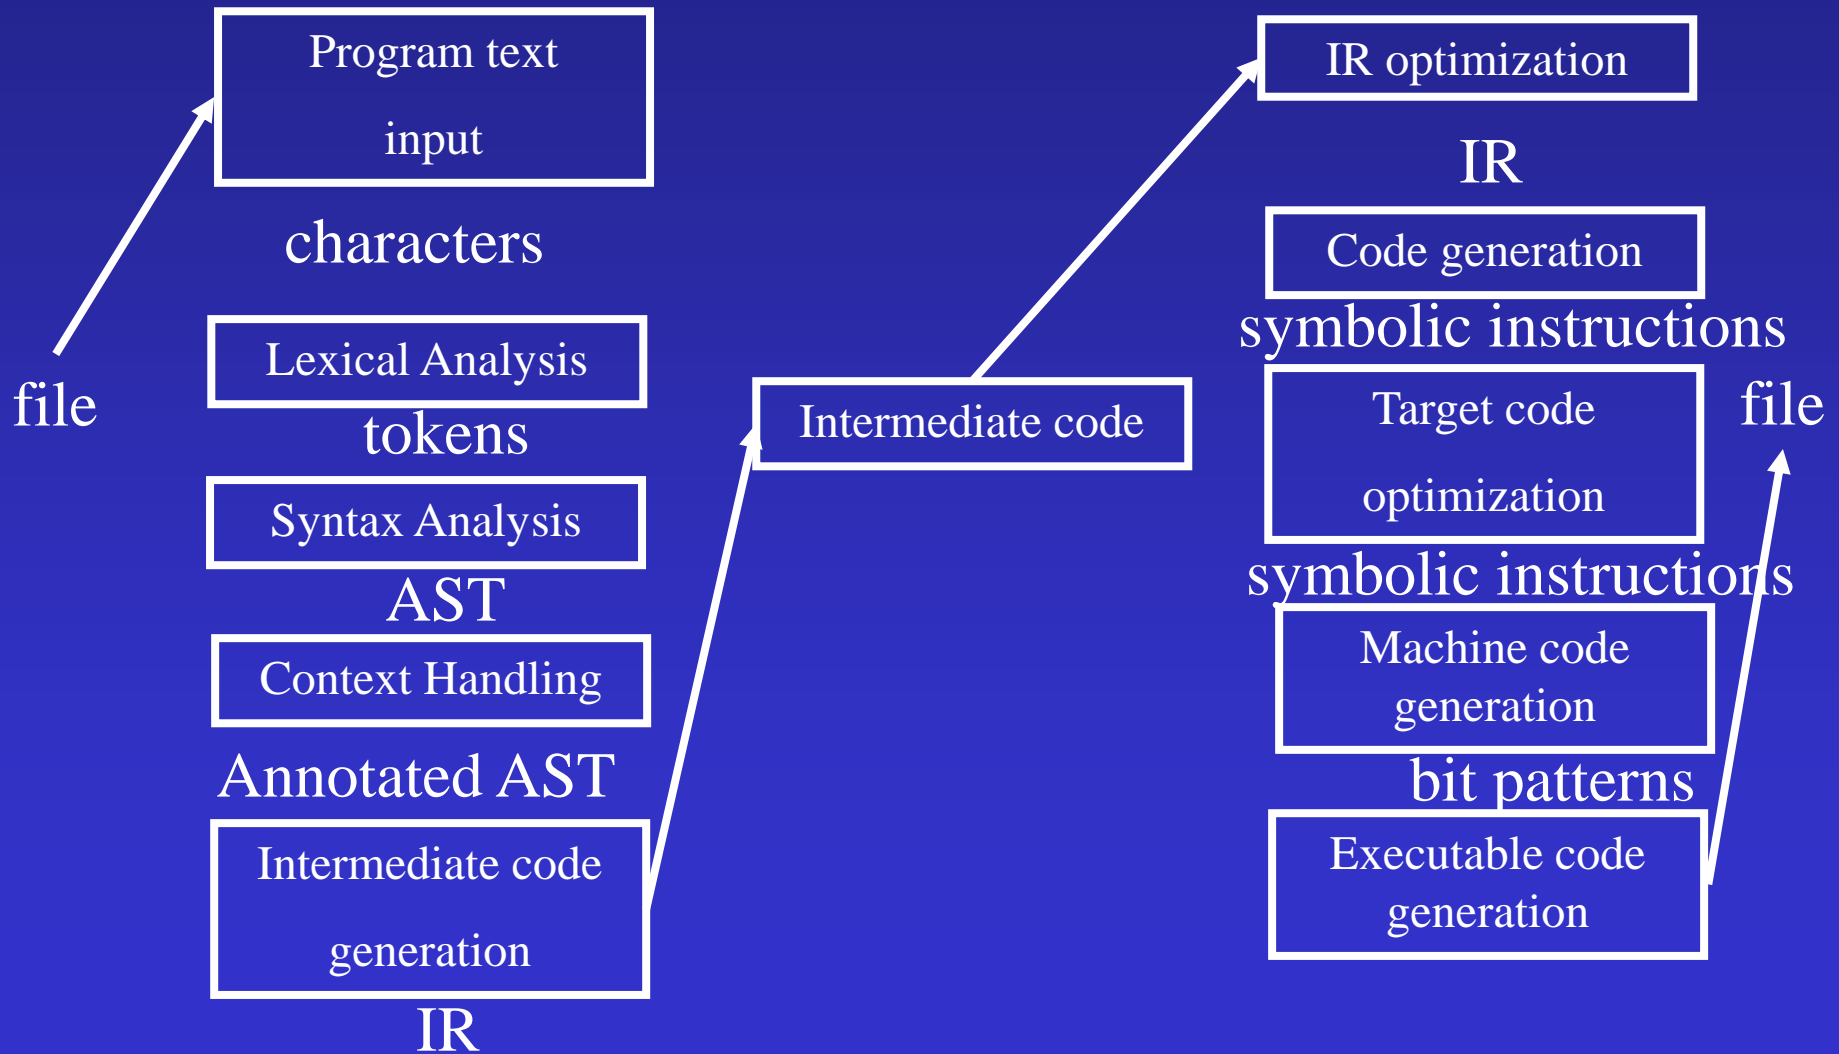 file
Program text
input
characters
Lexical Analysis
tokens
Syntax Analysis
AST
Context Handling
Annotated AST
Intermediate code
generation
IR
Intermediate code
IR optimization
IR
Code generation
symbolic instructions
Target code
optimization
symbolic instructions
Machine code
generation
bit patterns
Executable code
generation
file